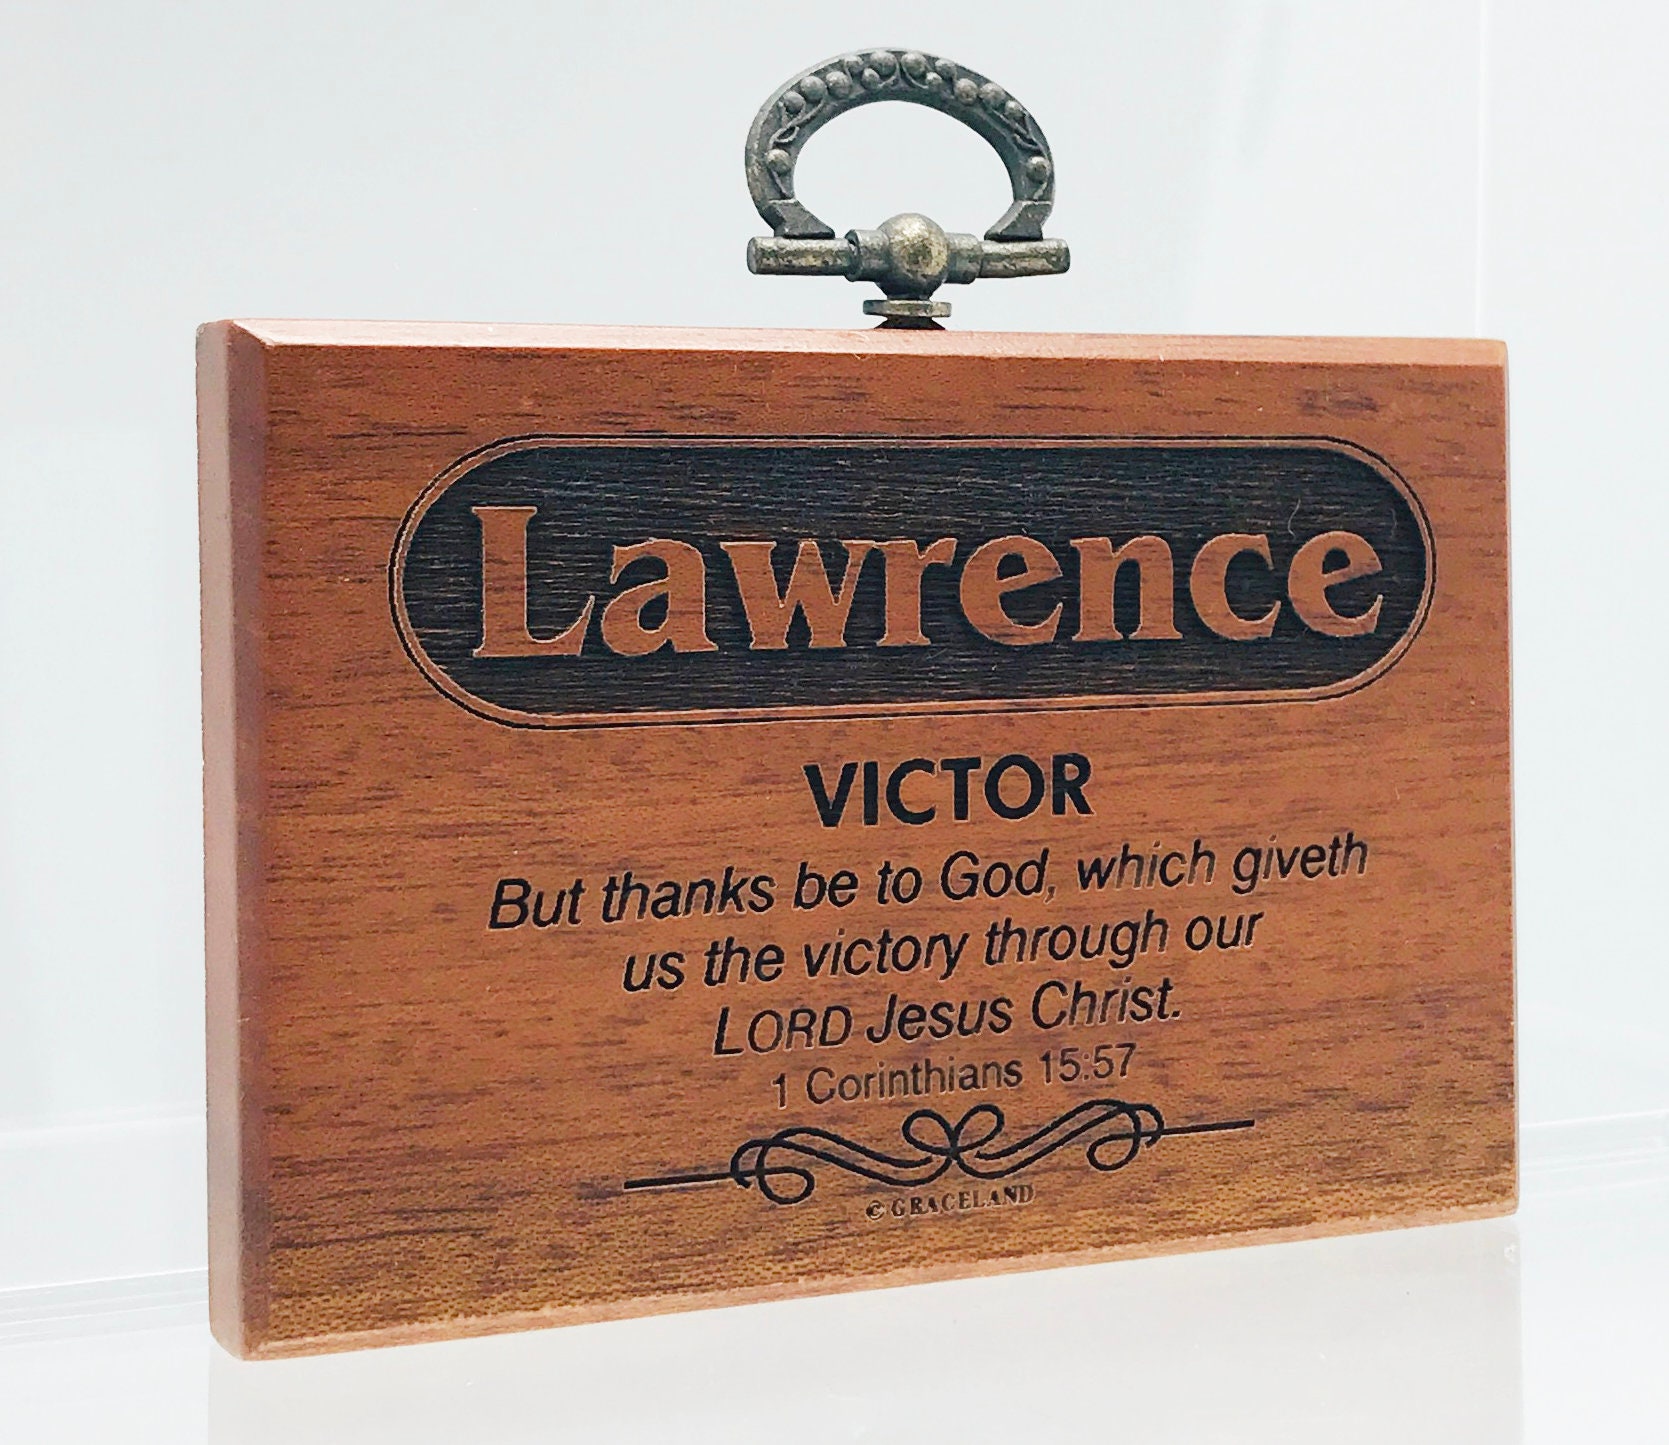 Lawrence
VICTOR
But thanks be to God, which giveth
us the victory through our
LORD Jesus Christ.
1 Corinthians 15:57
© GRACELAND